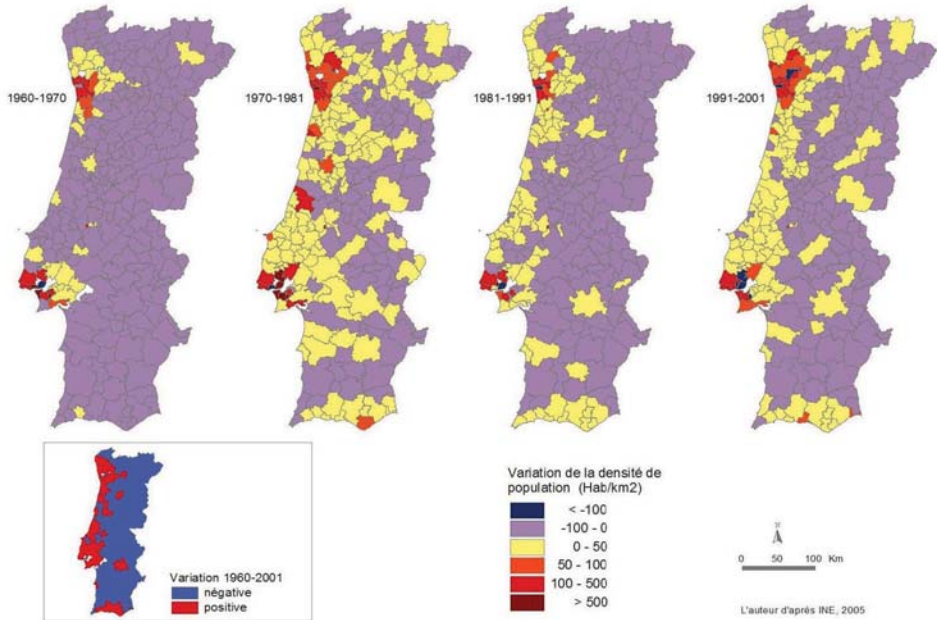 1960-1970
1970-1981
1981-1991
1991-2001
Variation de la densité de
population (Hab/km2)
< -100
-100 - 0
0 - 50
50 - 100
100 - 500
> 500
Variation 1960-2001
négative
positive
N
0 50 100 Km
L'auteur d'après INE, 2005